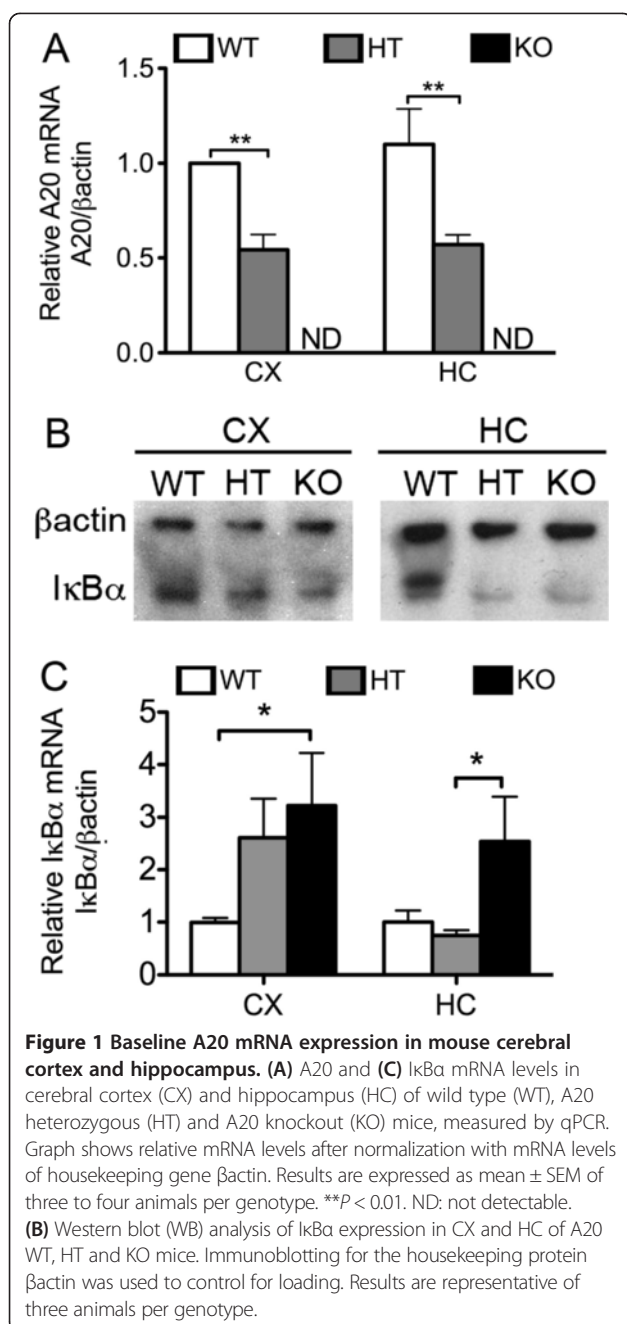 A
WT HT KO
Relative A20 mRNA
A20/βactin
1.5
1.0
0.5
0.0
**
**
ND
ND
CX HC
B
CX HC
WT HT KO WT HT KO
βactin
IκBα
C
WT HT KO
Relative IκBα mRNA
IκBα/βactin
5
4
3
2
1
0
*
*
CX HC
Figure 1 Baseline A20 mRNA expression in mouse cerebral
cortex and hippocampus. (A) A20 and (C) IκBα mRNA levels in
cerebral cortex (CX) and hippocampus (HC) of wild type (WT), A20
heterozygous (HT) and A20 knockout (KO) mice, measured by qPCR.
Graph shows relative mRNA levels after normalization with mRNA levels
of housekeeping gene βactin. Results are expressed as mean ± SEM of
three to four animals per genotype. **P < 0.01. ND: not detectable.
(B) Western blot (WB) analysis of IκBα expression in CX and HC of A20
WT, HT and KO mice. Immunoblotting for the housekeeping protein
βactin was used to control for loading. Results are representative of
three animals per genotype.